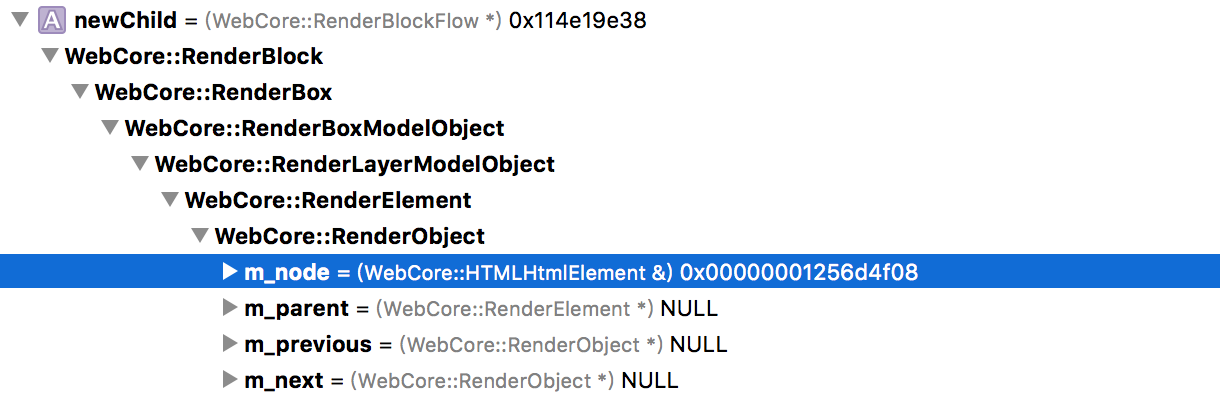 A newChild = (WebCore::RenderBlockFlow *) 0x114e19e38
WebCore::RenderBlock
WebCore::RenderBox
WebCore::RenderBoxModelObject
WebCore::RenderLayerModelObject
WebCore::RenderElement
WebCore::RenderObject
m_node = (WebCore::HTMLHtmlElement &) 0x00000001256d4f08
m_parent = (WebCore::RenderElement *) NULL
m_previous = (WebCore::RenderObject *) NULL
m_next = (WebCore::RenderObject *) NULL